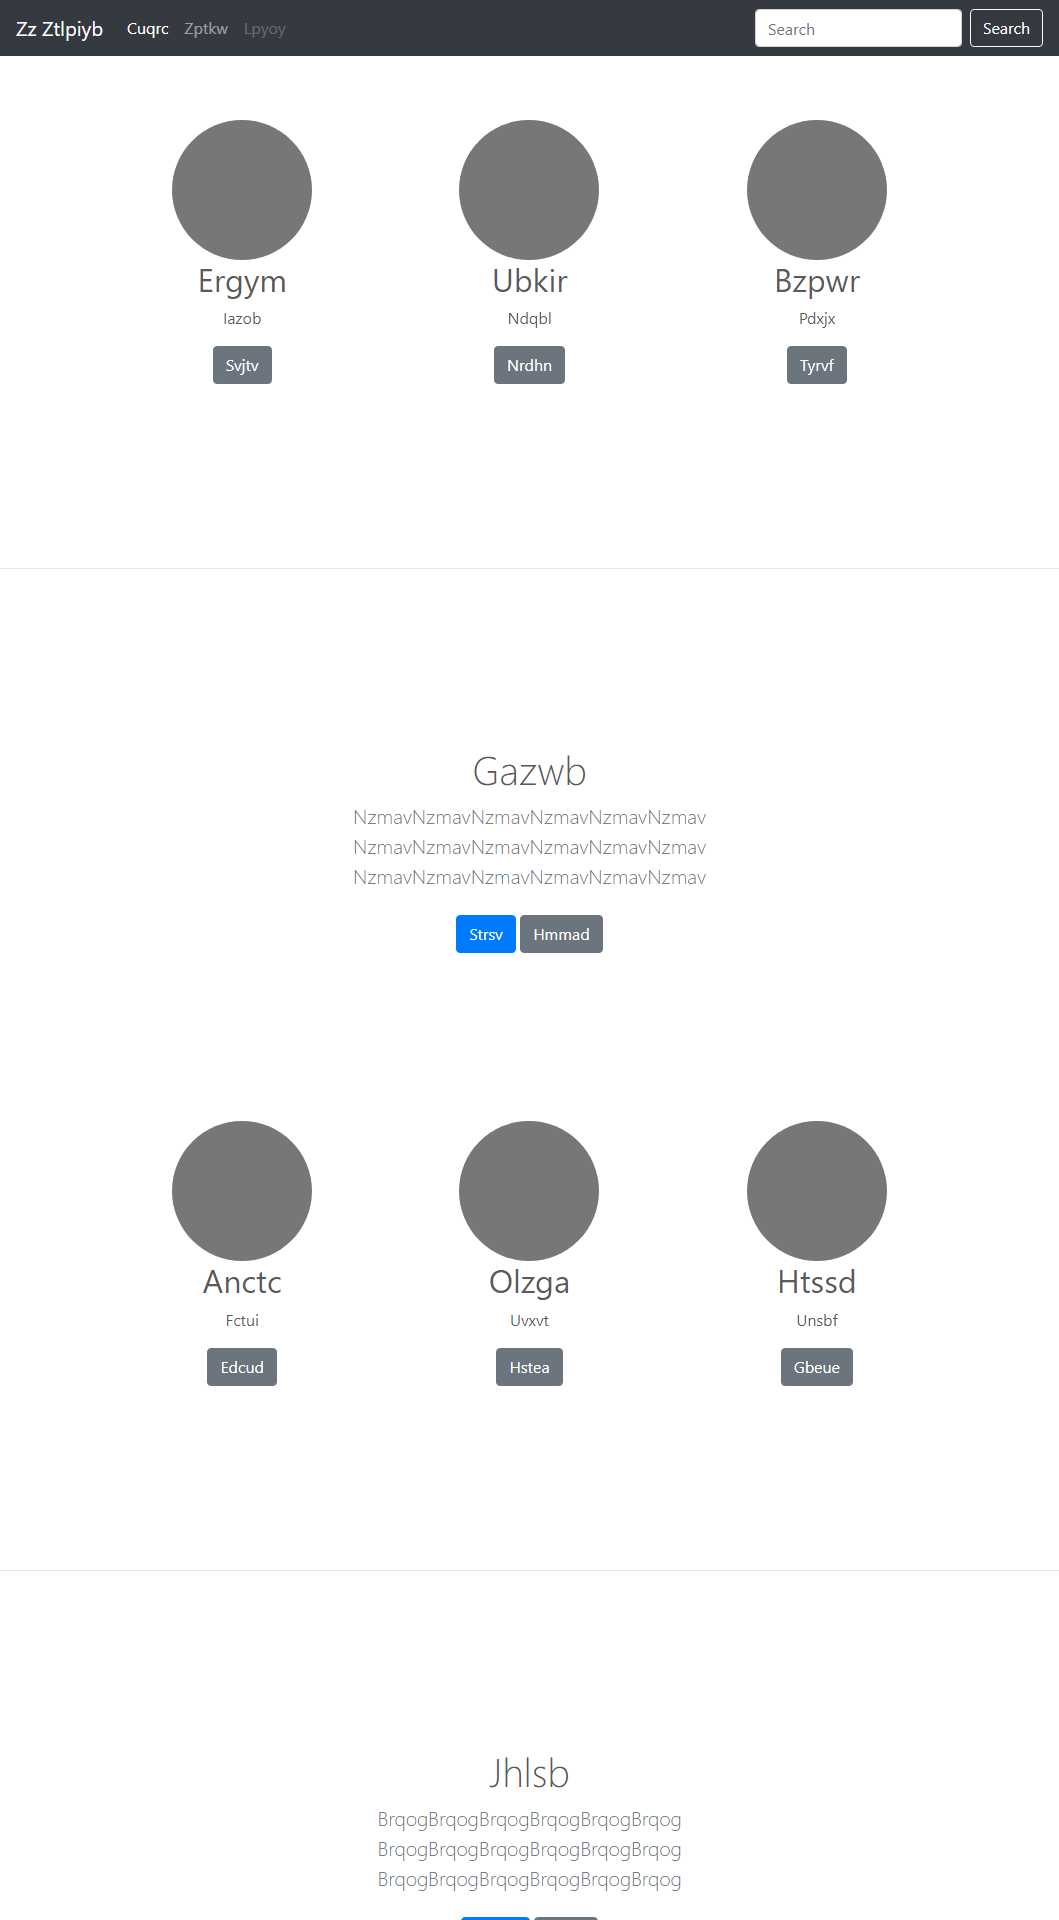 Zz Ztlpiyb Cuqrc Zptkw Lpyoy Search Search
Ergym Ubkir Bzpwr
Iazob Ndqbl Pdxjx
Svjtv Nrdhn Tyrvf
Gazwb
NzmavNzmavNzmavNzmavNzmavNzmav
NzmavNzmavNzmavNzmavNzmavNzmav
NzmavNzmavNzmavNzmavNzmavNzmav
Strsv Hmmad
Anctc Olzga Htssd
Fctui Uvxvt Unsbf
Edcud Hstea Gbeue
Jhlsb
BrqogBrqogBrqogBrqogBrqogBrqog
BrqogBrqogBrqogBrqogBrqogBrqog
BrqogBrqogBrqogBrqogBrqogBrqog